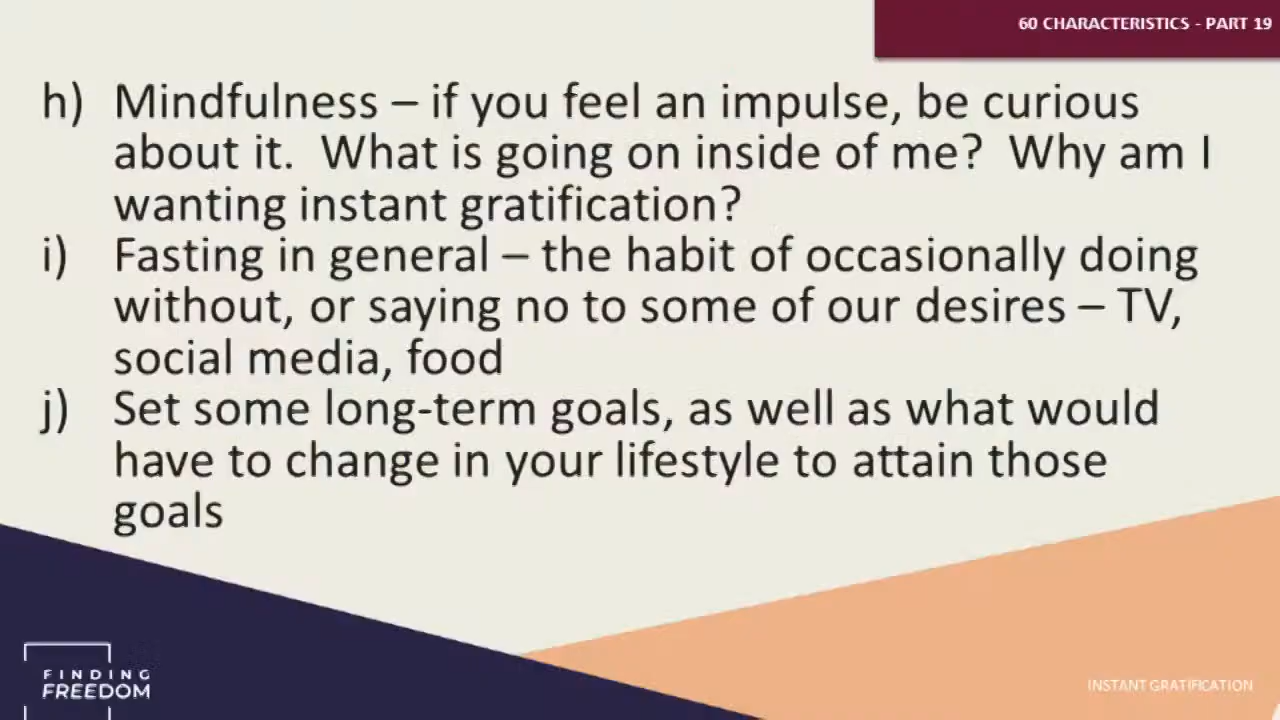 60 CHARACTERISTICS - PART 19
h) Mindfulness – if you feel an impulse, be curious
about it.  What is going on inside of me?  Why am I
wanting instant gratification?
i) Fasting in general – the habit of occasionally doing
without, or saying no to some of our desires – TV,
social media, food
j) Set some long-term goals, as well as what would
have to change in your lifestyle to attain those
goals
FINDING
FREEDOM
INSTANT GRATIFICATION